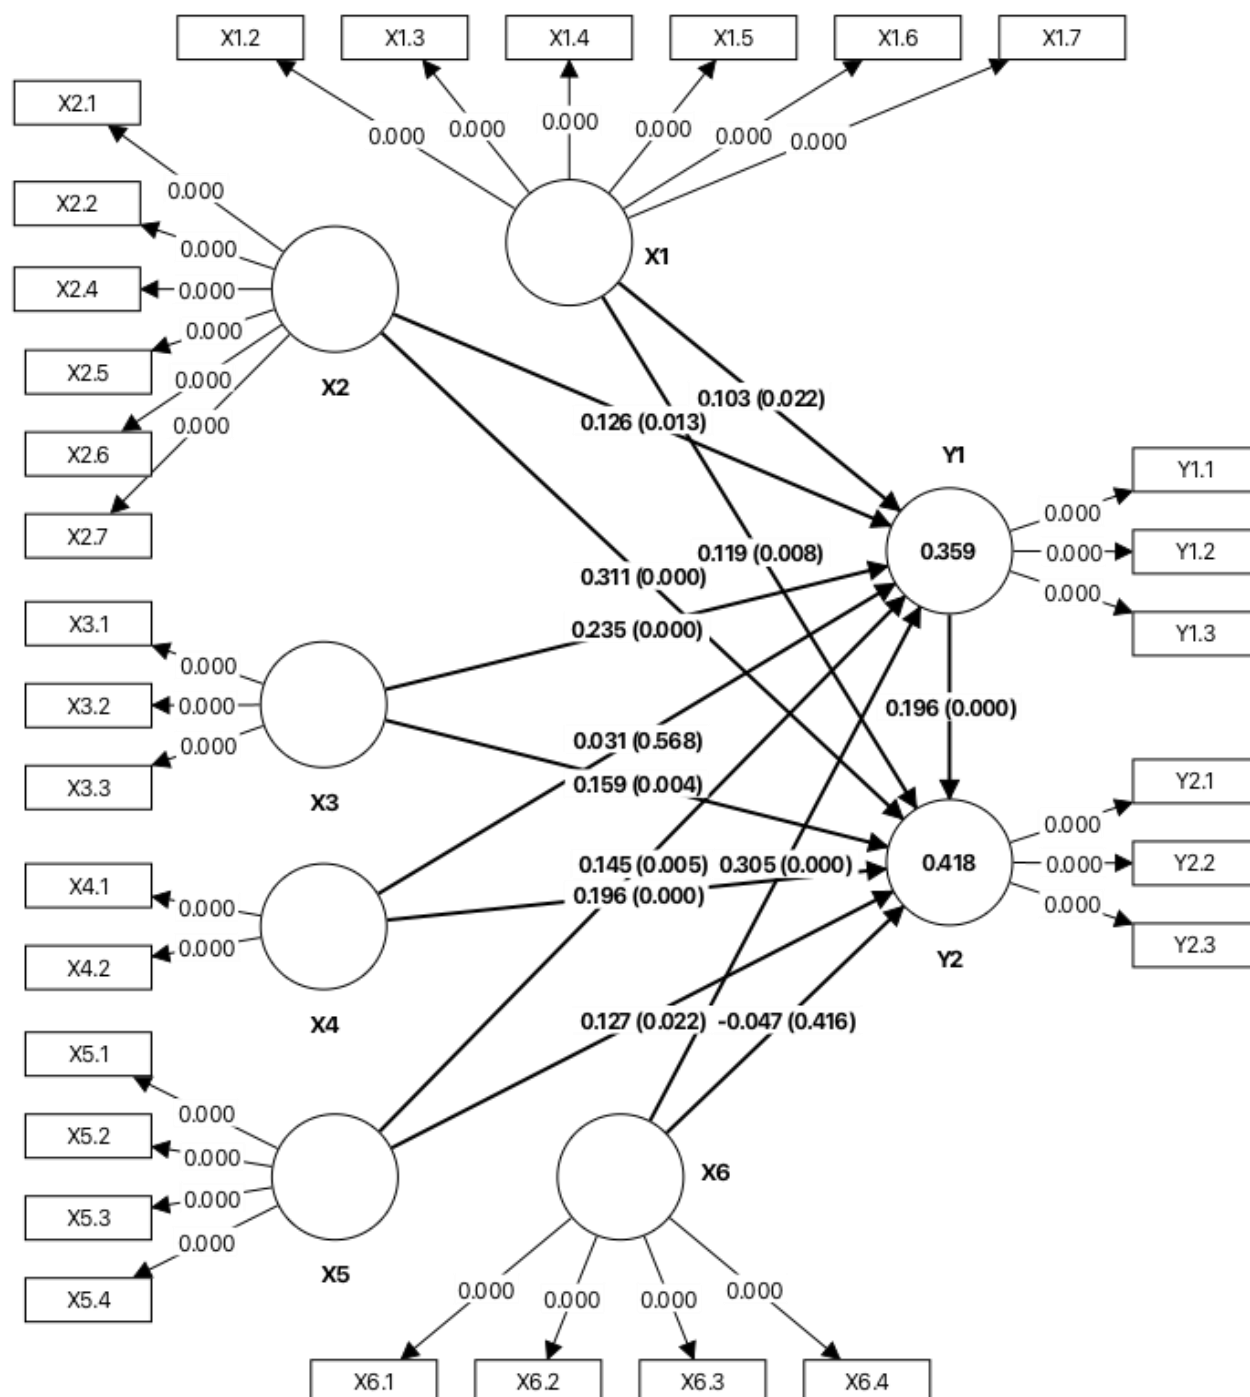 X1.2
X1.3
X1.4
X1.5
X1.6
X1.7
0.000
0.000
0.000
0.000
0.000
0.000
X1
X2.1
X2.2
X2.4
X2.5
X2.6
X2.7
0.000
0.000
0.000
0.000
0.000
0.000
X2
0.103 (0.022)
0.126 (0.013)
0.119 (0.008)
0.311 (0.000)
0.235 (0.000)
Y1
0.359
0.000
0.000
0.000
Y1.1
Y1.2
Y1.3
X3.1
X3.2
X3.3
0.000
0.000
0.000
X3
0.196 (0.000)
0.031 (0.568)
0.159 (0.004)
0.145 (0.005)
0.305 (0.000)
0.196 (0.000)
0.418
Y2
0.000
0.000
0.000
Y2.1
Y2.2
Y2.3
X4.1
X4.2
0.000
0.000
X4
0.127 (0.022)
-0.047 (0.416)
X5.1
X5.2
X5.3
X5.4
0.000
0.000
0.000
0.000
X5
X6
0.000
0.000
0.000
0.000
X6.1
X6.2
X6.3
X6.4